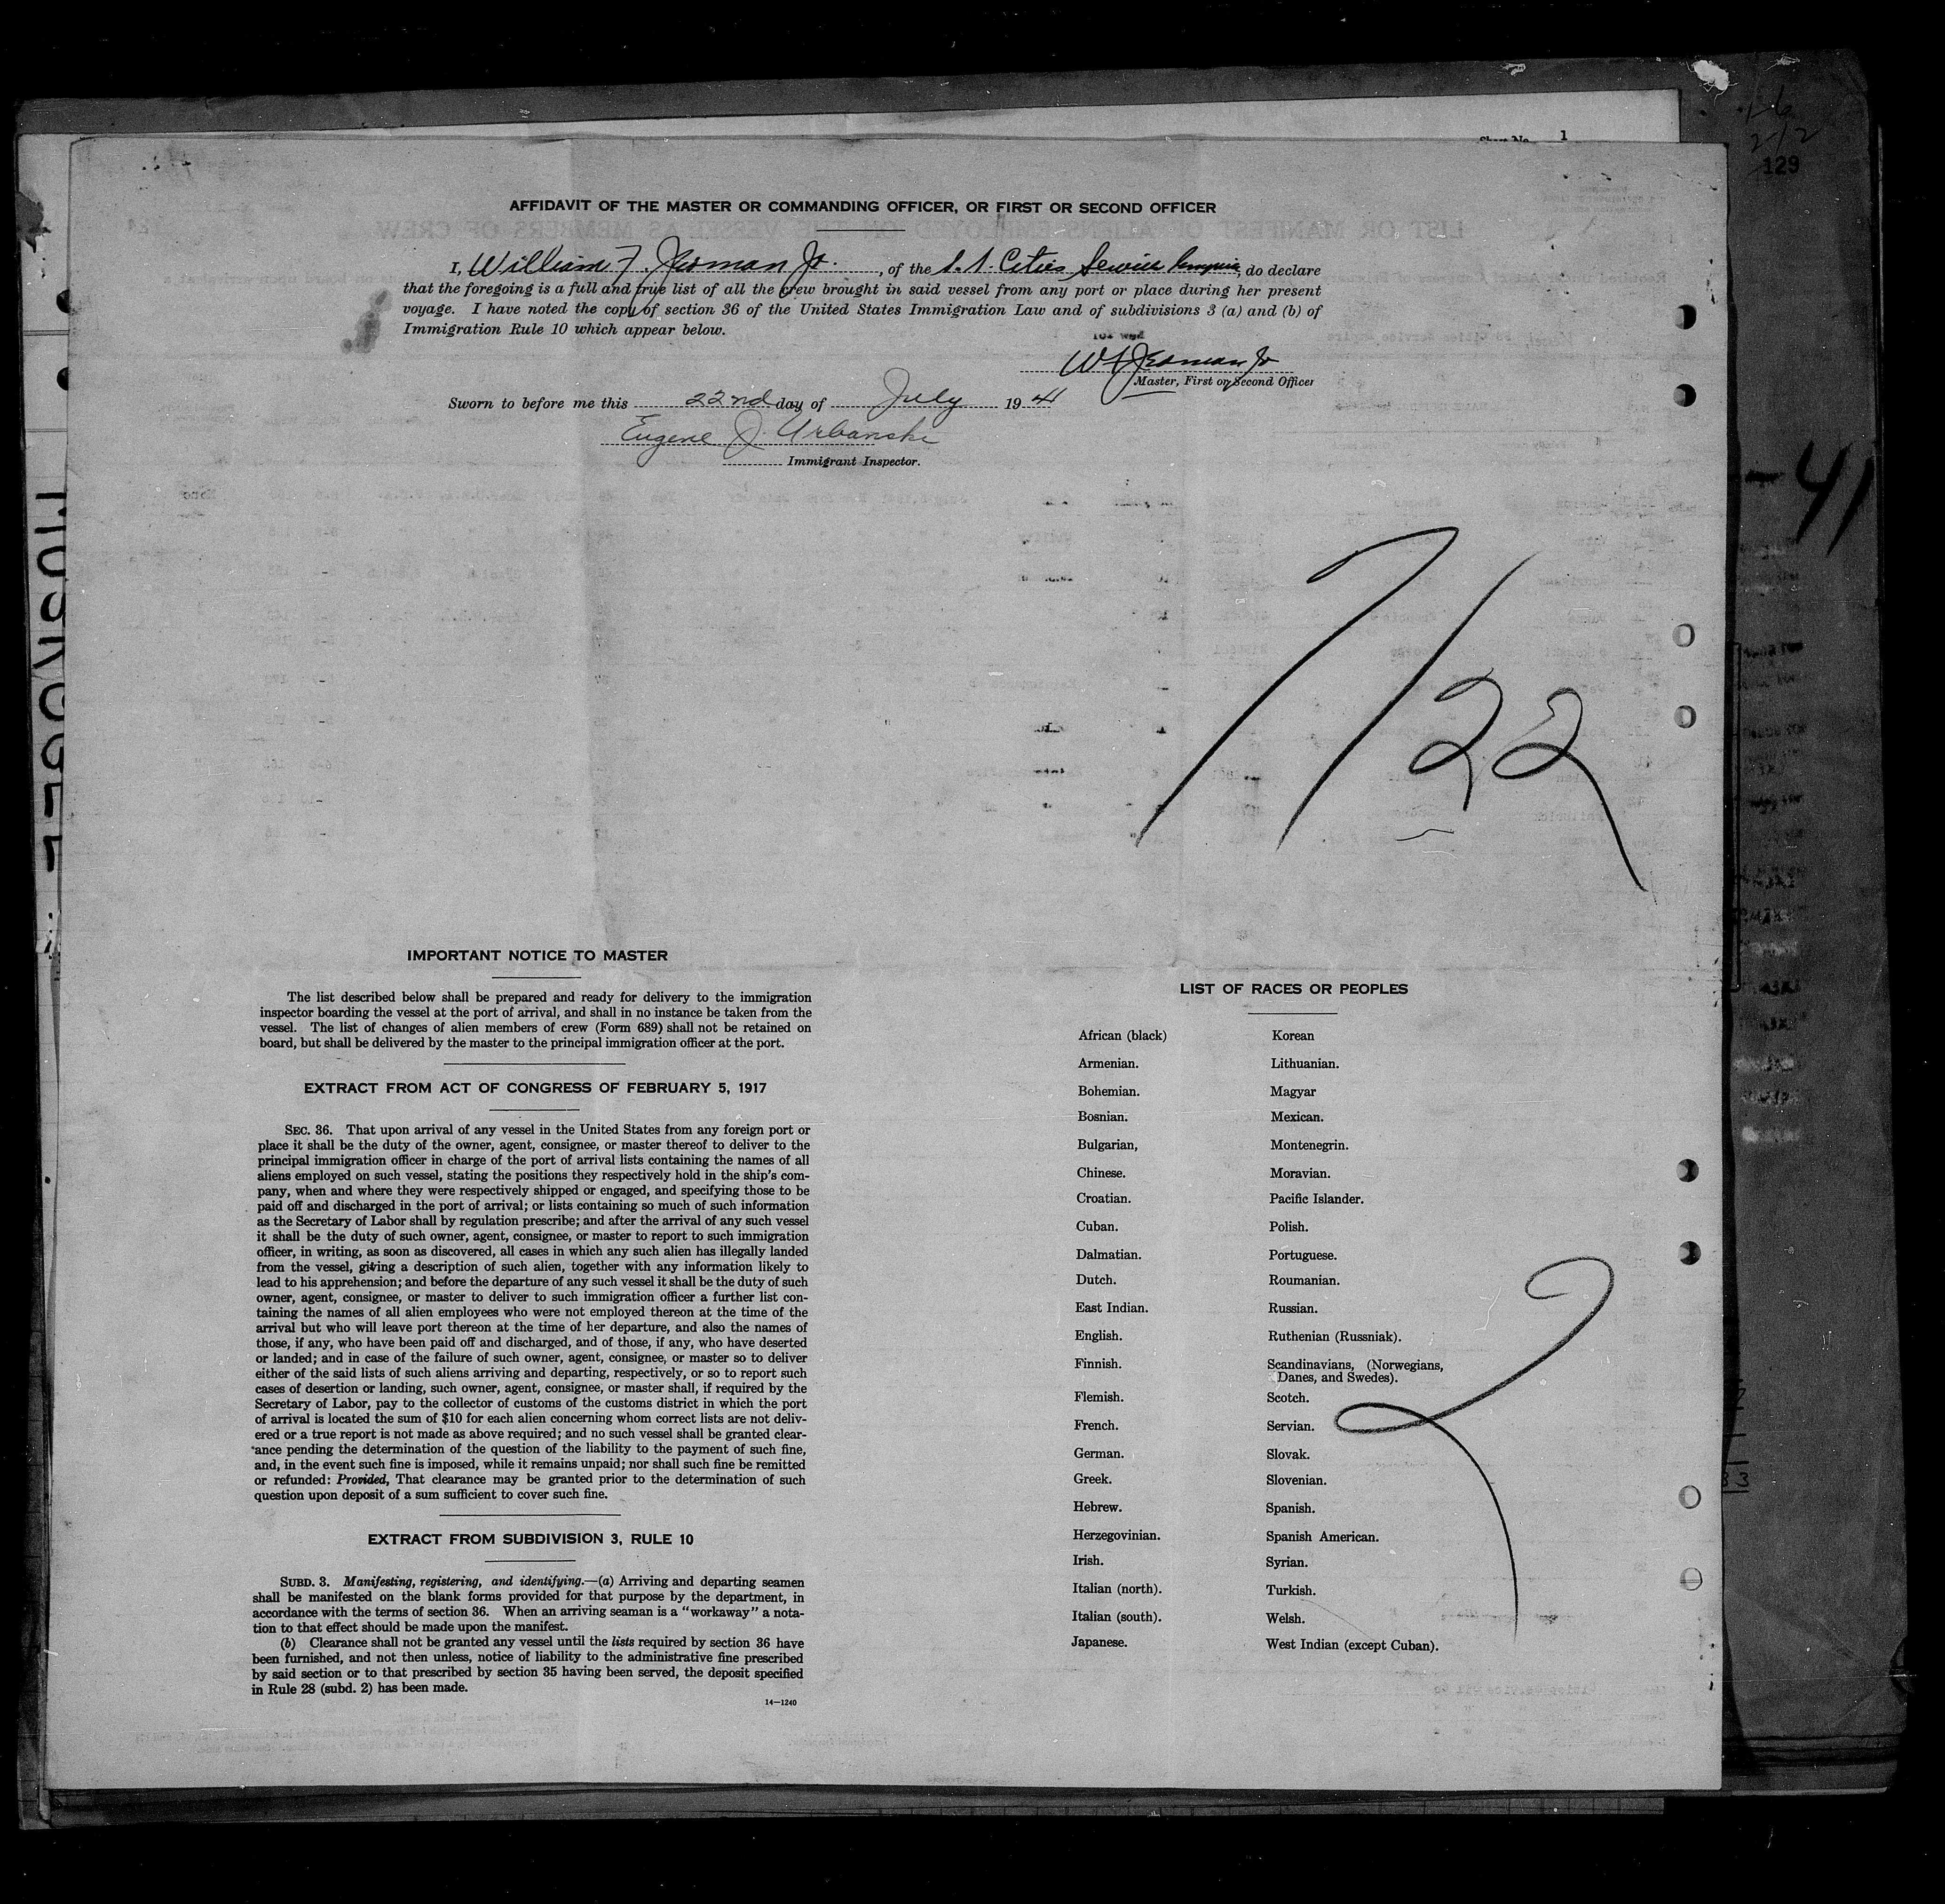 1
129
41
AFFIDAVIT OF THE MASTER OR COMMANDING OFFICER, OR FIRST OR SECOND OFFICER
I, William F. Jerman Jr., of the S.S. Cities Service Empire, do declare
that the foregoing is a full and true list of all the crew brought in said vessel from any port or place during her present
voyage. I have noted the copy of section 36 of the United States Immigration Law and of subdivisions 3 (a) and (b) of
Immigration Rule 10 which appear below.
W F Jerman Jr
Master, First or Second Officer
Sworn to before me this 22nd day of July 1941
Eugene J. Urbanski
Immigrant Inspector.
7/22
IMPORTANT NOTICE TO MASTER
The list described below shall be prepared and ready for delivery to the immigration
inspector boarding the vessel at the port of arrival, and shall in no instance be taken from the
vessel. The list of changes of alien members of crew (Form 689) shall not be retained on
board, but shall be delivered by the master to the principal immigration officer at the port.
EXTRACT FROM ACT OF CONGRESS OF FEBRUARY 5, 1917
SEC. 36. That upon arrival of any vessel in the United States from any foreign port or
place it shall be the duty of the owner, agent, consignee, or master thereof to deliver to the
principal immigration officer in charge of the port of arrival lists containing the names of all
aliens employed on such vessel, stating the positions they respectively hold in the ship's com-
pany, when and where they were respectively shipped or engaged, and specifying those to be
paid off and discharged in the port of arrival; or lists containing so much of such information
as the Secretary of Labor shall by regulation prescribe; and after the arrival of any such vessel
it shall be the duty of such owner, agent, consignee, or master to report to such immigration
officer, in writing, as soon as discovered, all cases in which any such alien has illegally landed
from the vessel, giving a description of such alien, together with any information likely to
lead to his apprehension; and before the departure of any such vessel it shall be the duty of such
owner, agent, consignee, or master to deliver to such immigration officer a further list con-
taining the names of all alien employees who were not employed thereon at the time of the
arrival but who will leave port thereon at the time of her departure, and also the names of
those, if any, who have been paid off and discharged, and of those, if any, who have deserted
or landed; and in case of the failure of such owner, agent, consignee, or master so to deliver
either of the said lists of such aliens arriving and departing, respectively, or so to report such
cases of desertion or landing, such owner, agent, consignee, or master shall, if required by the
Secretary of Labor, pay to the collector of customs of the customs district in which the port
of arrival is located the sum of $10 for each alien concerning whom correct lists are not deliv-
ered or a true report is not made as above required; and no such vessel shall be granted clear-
ance pending the determination of the question of the liability to the payment of such fine,
and, in the event such fine is imposed, while it remains unpaid; nor shall such fine be remitted
or refunded: Provided, That clearance may be granted prior to the determination of such
question upon deposit of a sum sufficient to cover such fine.
EXTRACT FROM SUBDIVISION 3, RULE 10
SUBD. 3. Manifesting, registering, and identifying.—(a) Arriving and departing seamen
shall be manifested on the blank forms provided for that purpose by the department, in
accordance with the terms of section 36. When an arriving seaman is a "workaway" a nota-
tion to that effect should be made upon the manifest.
(b) Clearance shall not be granted any vessel until the lists required by section 36 have
been furnished, and not then unless, notice of liability to the administrative fine prescribed
by said section or to that prescribed by section 35 having been served, the deposit specified
in Rule 28 (subd. 2) has been made.
14—1240
LIST OF RACES OR PEOPLES
African (black)
Armenian.
Bohemian.
Bosnian.
Bulgarian,
Chinese.
Croatian.
Cuban.
Dalmatian.
Dutch.
East Indian.
English.
Finnish.
Flemish.
French.
German.
Greek.
Hebrew.
Herzegovinian.
Irish.
Italian (north).
Italian (south).
Japanese.
Korean
Lithuanian.
Magyar
Mexican.
Montenegrin.
Moravian.
Pacific Islander.
Polish.
Portuguese.
Roumanian.
Russian.
Ruthenian (Russniak).
Scandinavians, (Norwegians,
Danes, and Swedes).
Scotch.
Servian.
Slovak.
Slovenian.
Spanish.
Spanish American.
Syrian.
Turkish.
Welsh.
West Indian (except Cuban).
2